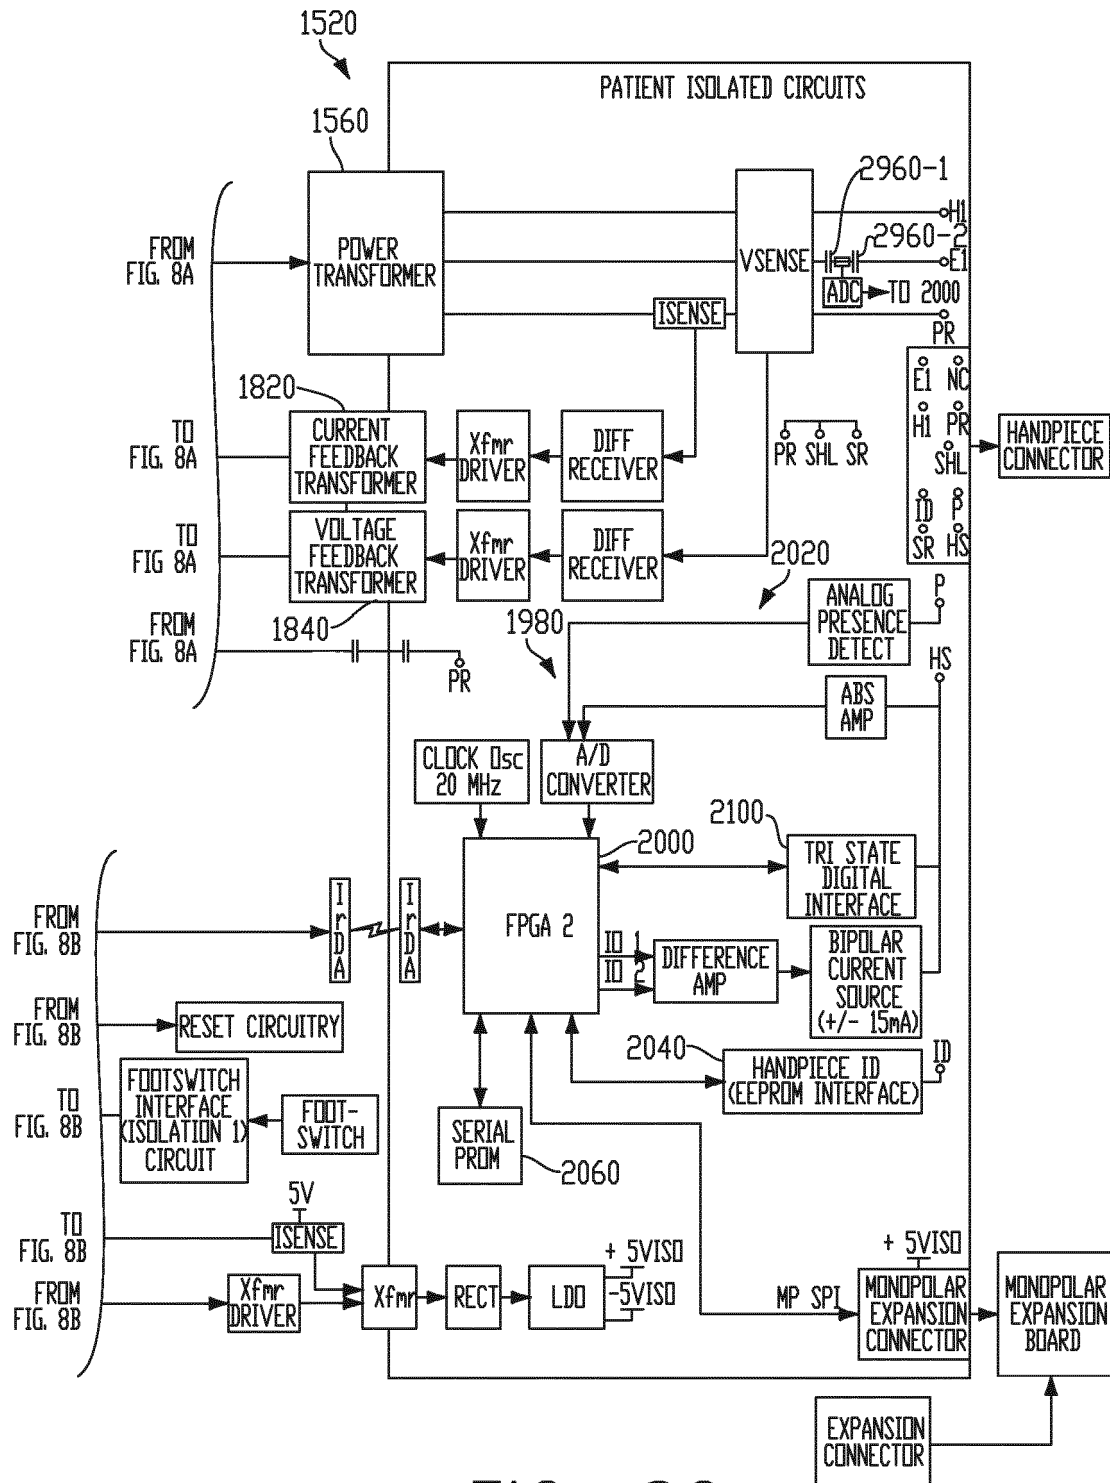 1520
PATIENT ISOLATED CIRCUITS
1560
2960-1
H1
2960-2
FROM
FIG. 8A
POWER
TRANSFORMER
VSENSE
E1
ADC
TO 2000
ISENSE
PR
1820
E1 NC
TO
FIG. 8A
CURRENT
FEEDBACK
TRANSFORMER
Xfmr
DRIVER
DIFF
RECEIVER
PR SHL SR
H1 PR
SHL
HANDPIECE
CONNECTOR
ID P
SR HS
TO
FIG 8A
VOLTAGE
FEEDBACK
TRANSFORMER
Xfmr
DRIVER
DIFF
RECEIVER
2020
P
FROM
FIG. 8A
1840
PR
1980
ANALOG
PRESENCE
DETECT
HS
ABS
AMP
CLOCK Osc
20 MHz
A/D
CONVERTER
2100
2000
TRI STATE
DIGITAL
INTERFACE
FROM
FIG. 8B
IrDA
IrDA
FPGA 2
IO 1
IO 2
DIFFERENCE
AMP
BIPOLAR
CURRENT
SOURCE
(+/- 15mA)
FROM
FIG. 8B
RESET CIRCUITRY
2040
HANDPIECE ID
(EEPROM INTERFACE)
ID
TO
FIG. 8B
FOOTSWITCH
INTERFACE
(ISOLATION 1)
CIRCUIT
FOOT-
SWITCH
SERIAL
PROM
2060
5V
TO
FIG. 8B
ISENSE
FROM
FIG. 8B
Xfmr
DRIVER
Xfmr
RECT
LDO
+ 5VISO
-5VISO
MP SPI
+ 5VISO
MONOPOLAR
EXPANSION
CONNECTOR
MONOPOLAR
EXPANSION
BOARD
EXPANSION
CONNECTOR